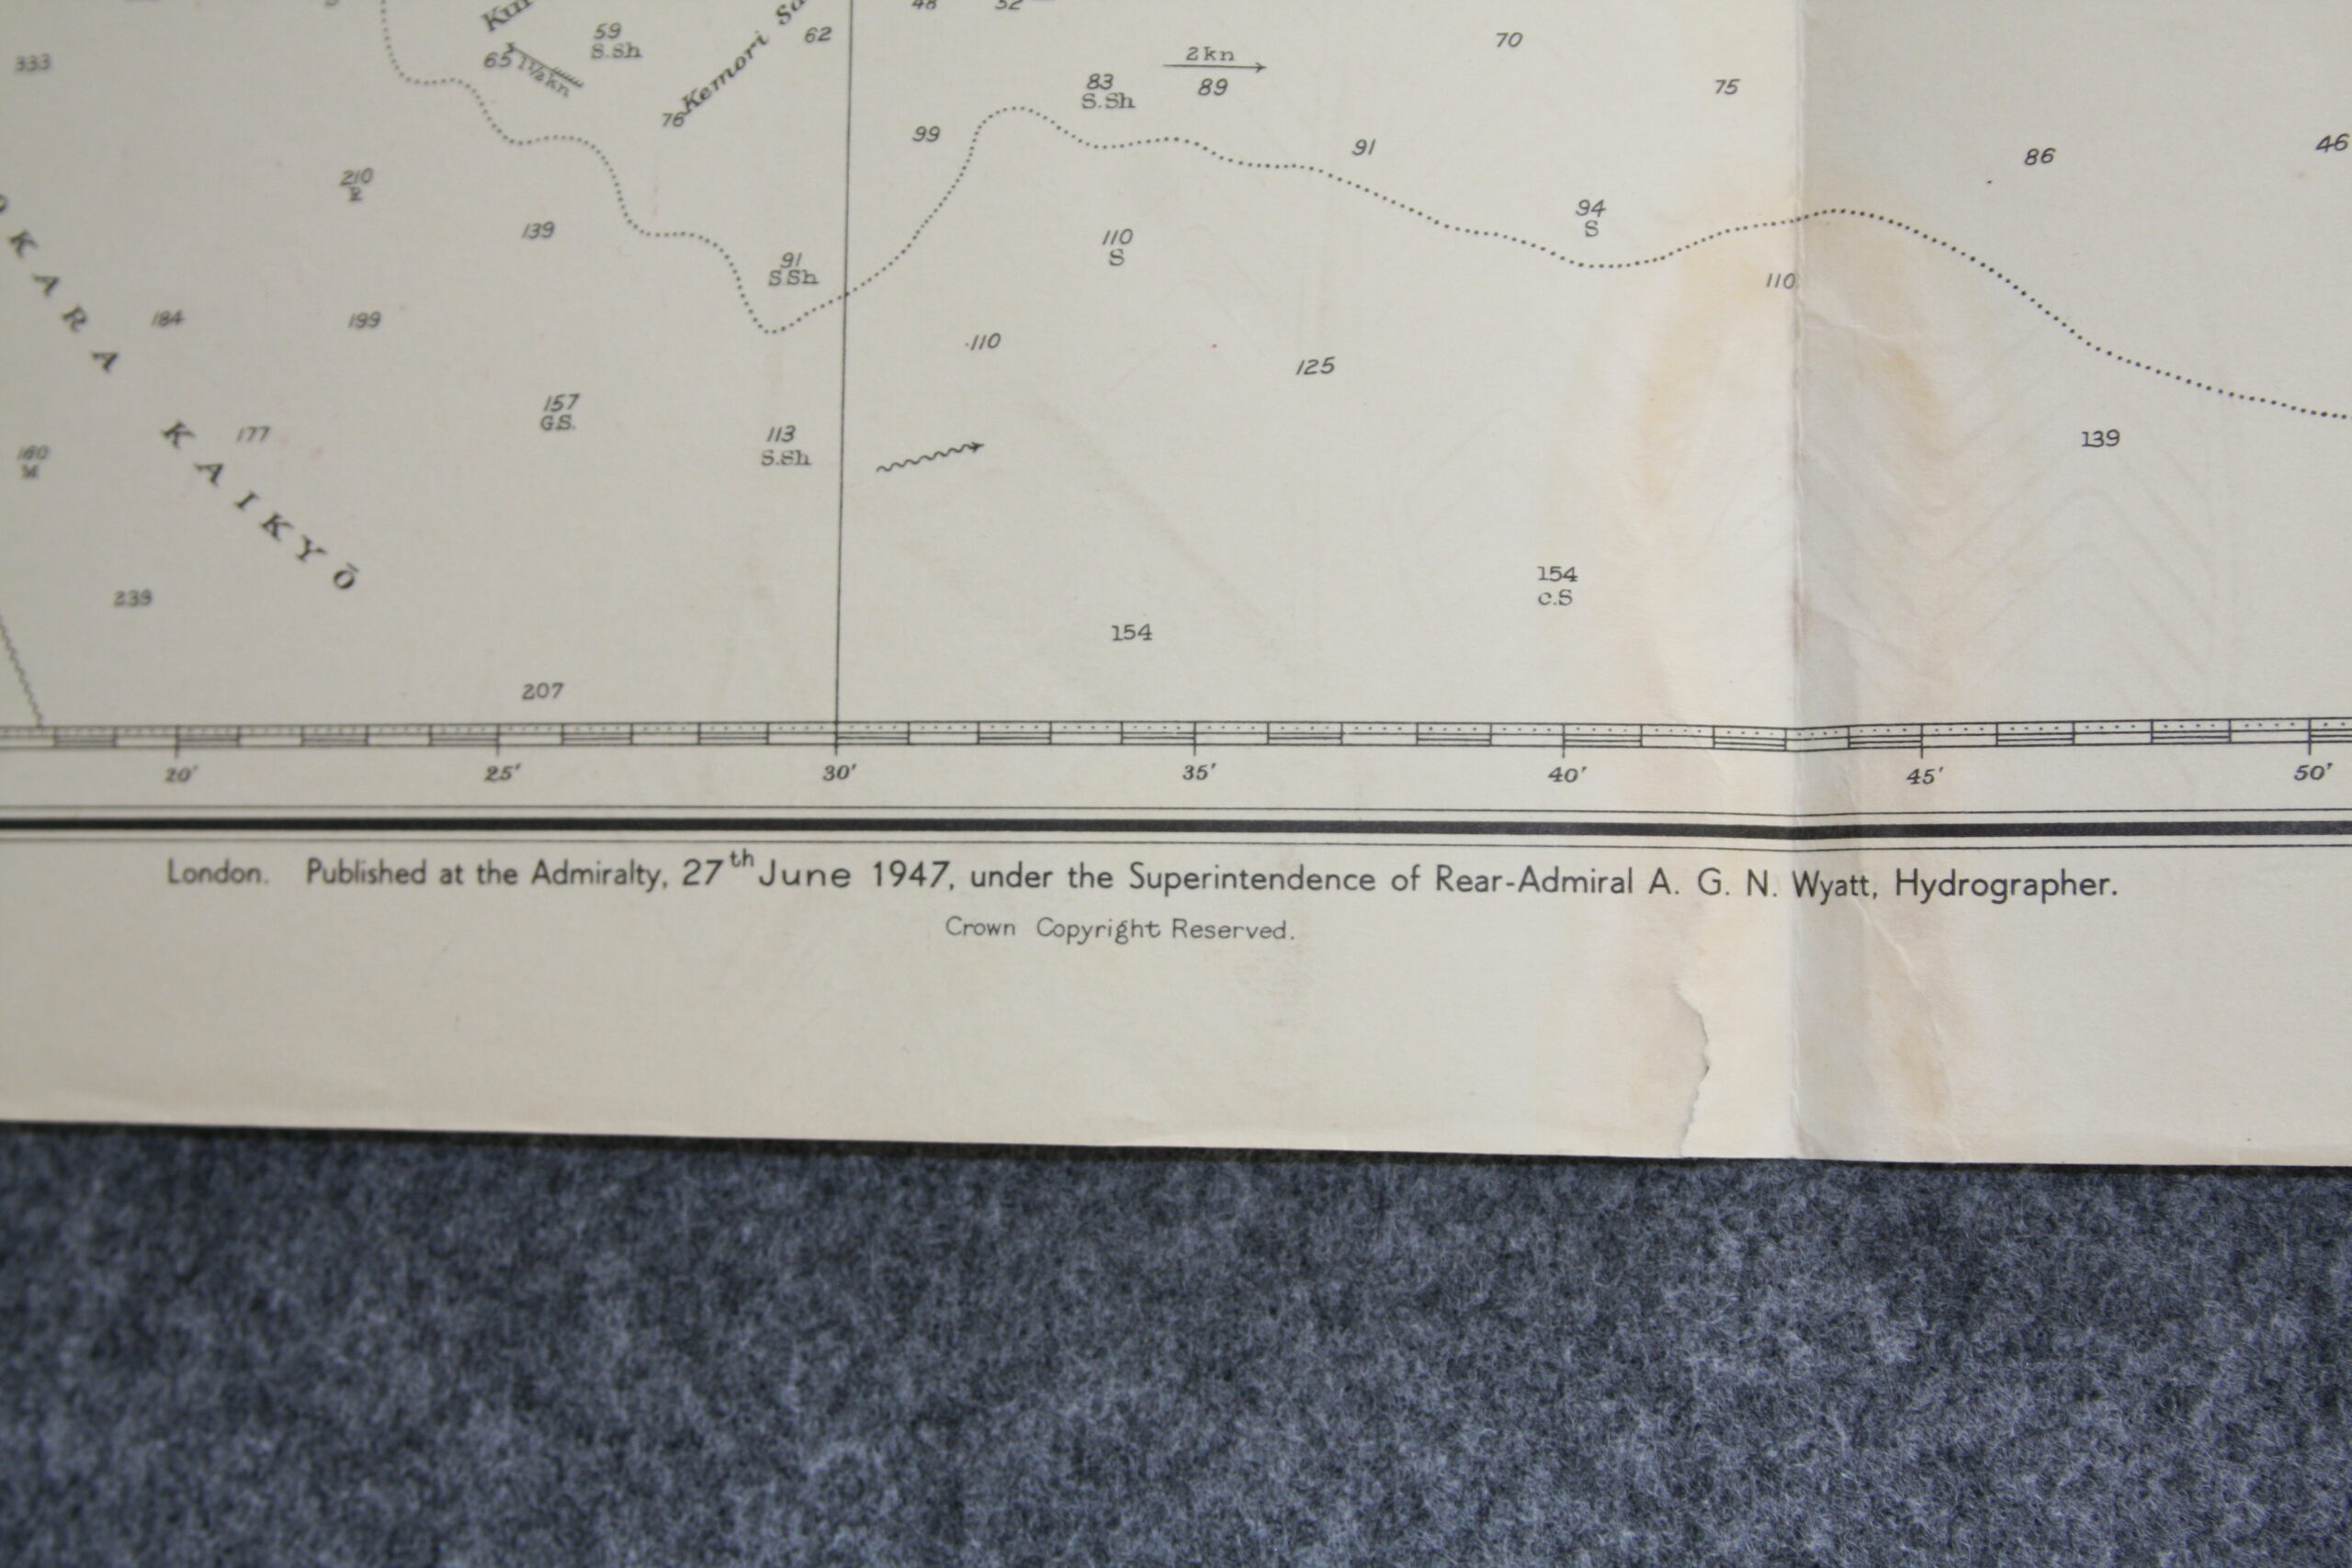 59
S.Sh
65
1½kn
62
333
2kn
83
S.Sh
89
70
75
76
Kemori
99
91
86
46
210
R
139
94
S
110
S
91
S.Sh
110
184
199
110
125
157
G.S.
177
113
S.Sh
139
160
OKARA KAIKYŌ
154
c.S
239
154
207
20' 25' 30' 35' 40' 45' 50'
London. Published at the Admiralty, 27th June 1947, under the Superintendence of Rear-Admiral A. G. N. Wyatt, Hydrographer.
Crown Copyright Reserved.